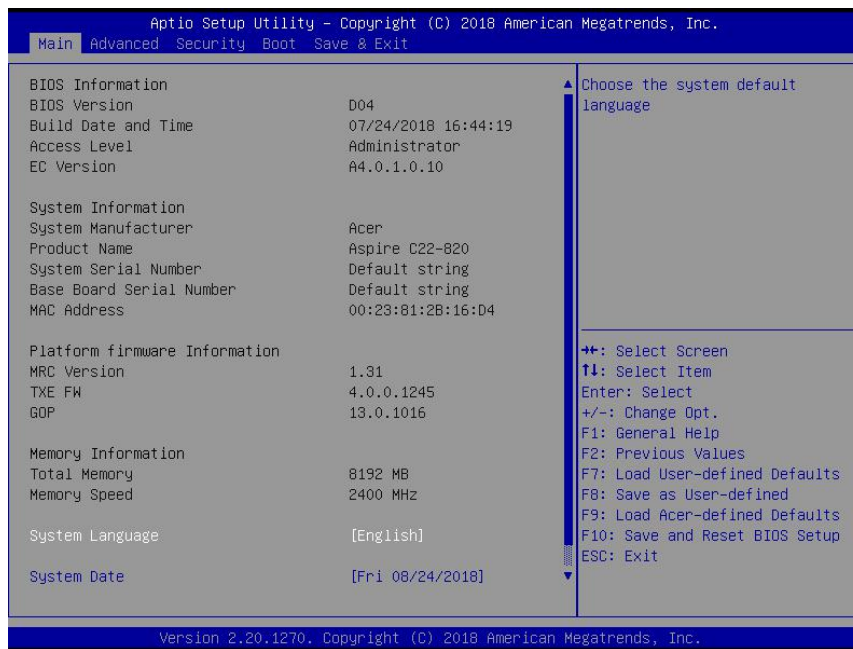 Aptio Setup Utility – Copyright (C) 2018 American Megatrends, Inc.
Main Advanced Security Boot Save & Exit
BIOS Information
BIOS Version D04
Build Date and Time 07/24/2018 16:44:19
Access Level Administrator
EC Version A4.0.1.0.10
System Information
System Manufacturer Acer
Product Name Aspire C22-820
System Serial Number Default string
Base Board Serial Number Default string
MAC Address 00:23:81:2B:16:D4
Platform firmware Information
MRC Version 1.31
TXE FW 4.0.0.1245
GOP 13.0.1016
Memory Information
Total Memory 8192 MB
Memory Speed 2400 MHz
System Language [English]
System Date [Fri 08/24/2018]
Choose the system default
language
→←: Select Screen
↑↓: Select Item
Enter: Select
+/-: Change Opt.
F1: General Help
F2: Previous Values
F7: Load User-defined Defaults
F8: Save as User-defined
F9: Load Acer-defined Defaults
F10: Save and Reset BIOS Setup
ESC: Exit
Version 2.20.1270. Copyright (C) 2018 American Megatrends, Inc.